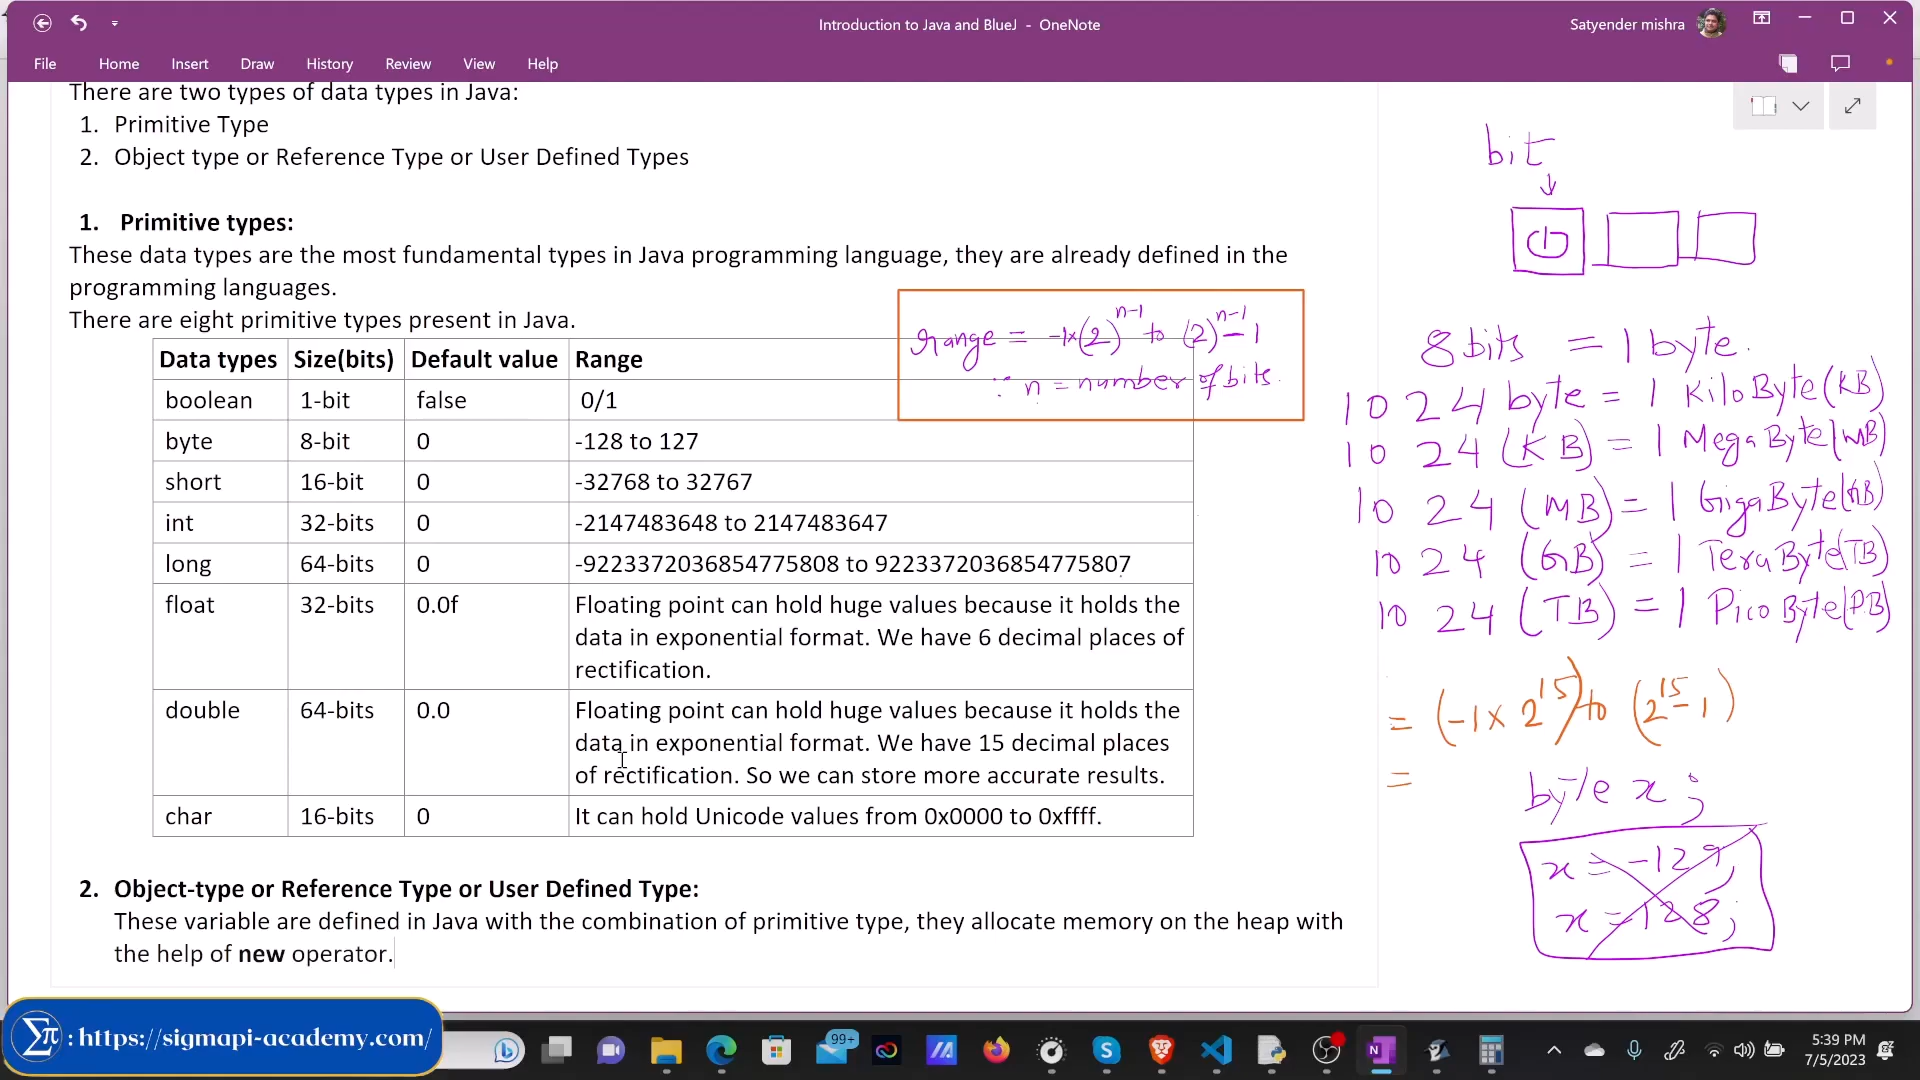 Introduction to Java and BlueJ - OneNote
Satyender mishra
File Home Insert Draw History Review View Help
There are two types of data types in Java:
1. Primitive Type
2. Object type or Reference Type or User Defined Types
1. Primitive types:
These data types are the most fundamental types in Java programming language, they are already defined in the
programming languages.
There are eight primitive types present in Java.
range = -1×(2)^n-1 to (2)^n-1 - 1
∵ n = number of bits.
Data types Size(bits) Default value Range
boolean 1-bit false 0/1
byte 8-bit 0 -128 to 127
short 16-bit 0 -32768 to 32767
int 32-bits 0 -2147483648 to 2147483647
long 64-bits 0 -9223372036854775808 to 9223372036854775807
float 32-bits 0.0f Floating point can hold huge values because it holds the
data in exponential format. We have 6 decimal places of
rectification.
double 64-bits 0.0 Floating point can hold huge values because it holds the
data in exponential format. We have 15 decimal places
of rectification. So we can store more accurate results.
char 16-bits 0 It can hold Unicode values from 0x0000 to 0xffff.
2. Object-type or Reference Type or User Defined Type:
These variable are defined in Java with the combination of primitive type, they allocate memory on the heap with
the help of new operator.
bit
8 bits = 1 byte.
1024 byte = 1 KiloByte(KB)
1024 (KB) = 1 MegaByte(MB)
1024 (MB) = 1 GigaByte(GB)
1024 (GB) = 1 TeraByte(TB)
1024 (TB) = 1 PicoByte(PB)
= (-1 × 2^15) to (2^15 - 1)
=
byte x;
x = -129;
x = 128;
Σπ : https://sigmapi-academy.com/
99+
5:39 PM
7/5/2023